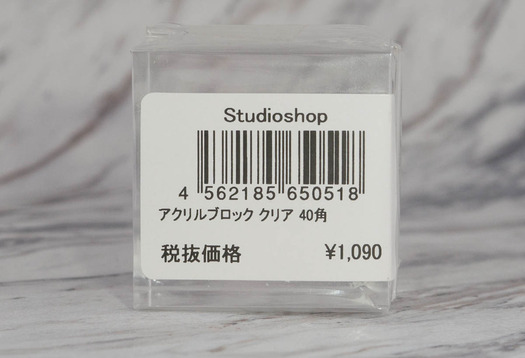 Studioshop
4 562185 650518
アクリルブロック クリア 40角
税抜価格 ¥1,090